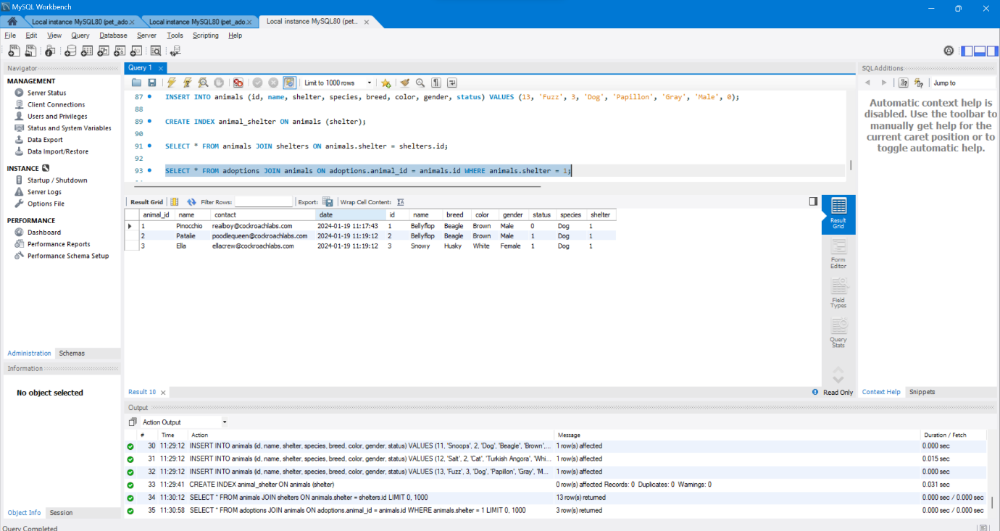 MySQL Workbench
Local instance MySQL80 (pet_ado.x
Local instance MySQL80 (pet_ado.x
Local instance MySQL80 (pet_.. x
File Edit View Query Database Server Tools Scripting Help
Navigator
MANAGEMENT
Server Status
Client Connections
Users and Privileges
Status and System Variables
Data Export
Data Import/Restore
INSTANCE
Startup / Shutdown
Server Logs
Options File
PERFORMANCE
Dashboard
Performance Reports
Performance Schema Setup
Administration Schemas
Information
No object selected
Object Info Session
Query Completed
Query 1 x
Limit to 1000 rows
87 INSERT INTO animals (id, name, shelter, species, breed, color, gender, status) VALUES (13, 'Fuzz', 3, 'Dog', 'Papillon', 'Gray', 'Male', 0);
88
89 CREATE INDEX animal_shelter ON animals (shelter);
90
91 SELECT * FROM animals JOIN shelters ON animals.shelter = shelters.id;
92
93 SELECT * FROM adoptions JOIN animals ON adoptions.animal_id = animals.id WHERE animals.shelter = 1;
Result Grid Filter Rows: Export: Wrap Cell Content:
animal_id name contact date id name breed color gender status species shelter
1 Pinocchio realboy@cockroachlabs.com 2024-01-19 11:17:43 1 Bellyflop Beagle Brown Male 0 Dog 1
2 Patalie poodlequeen@cockroachlabs.com 2024-01-19 11:19:12 2 Bellyflop Beagle Brown Male 1 Dog 1
3 Ella ellacrew@cockroachlabs.com 2024-01-19 11:19:12 3 Snowy Husky White Female 1 Dog 1
Result Grid
Form Editor
Field Types
Query Stats
Result 10 x
Read Only
SQLAdditions
Jump to
Automatic context help is
disabled. Use the toolbar to
manually get help for the
current caret position or to
toggle automatic help.
Context Help Snippets
Output
Action Output
# Time Action Message Duration / Fetch
30 11:29:12 INSERT INTO animals (id, name, shelter, species, breed, color, gender, status) VALUES (11, 'Snoops', 2, 'Dog', 'Beagle', 'Brown',... 1 row(s) affected 0.000 sec
31 11:29:12 INSERT INTO animals (id, name, shelter, species, breed, color, gender, status) VALUES (12, 'Salt', 2, 'Cat', 'Turkish Angora', 'Whi... 1 row(s) affected 0.015 sec
32 11:29:12 INSERT INTO animals (id, name, shelter, species, breed, color, gender, status) VALUES (13, 'Fuzz', 3, 'Dog', 'Papillon', 'Gray', 'M... 1 row(s) affected 0.000 sec
33 11:29:41 CREATE INDEX animal_shelter ON animals (shelter) 0 row(s) affected Records: 0 Duplicates: 0 Warnings: 0 0.031 sec
34 11:30:12 SELECT * FROM animals JOIN shelters ON animals.shelter = shelters.id LIMIT 0, 1000 13 row(s) returned 0.000 sec / 0.000 sec
35 11:30:58 SELECT * FROM adoptions JOIN animals ON adoptions.animal_id = animals.id WHERE animals.shelter = 1 LIMIT 0, 1000 3 row(s) returned 0.000 sec / 0.000 sec